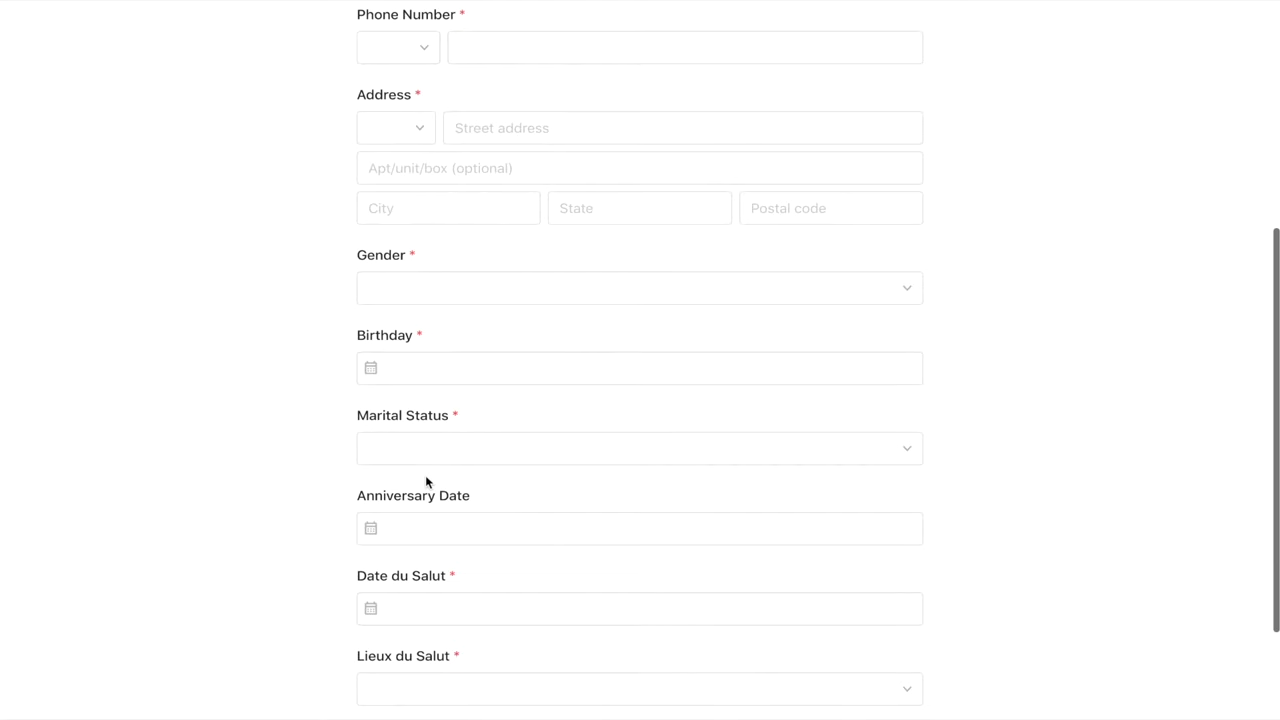 Phone Number *
Address *
Street address
Apt/unit/box (optional)
City State Postal code
Gender *
Birthday *
Marital Status *
Anniversary Date
Date du Salut *
Lieux du Salut *